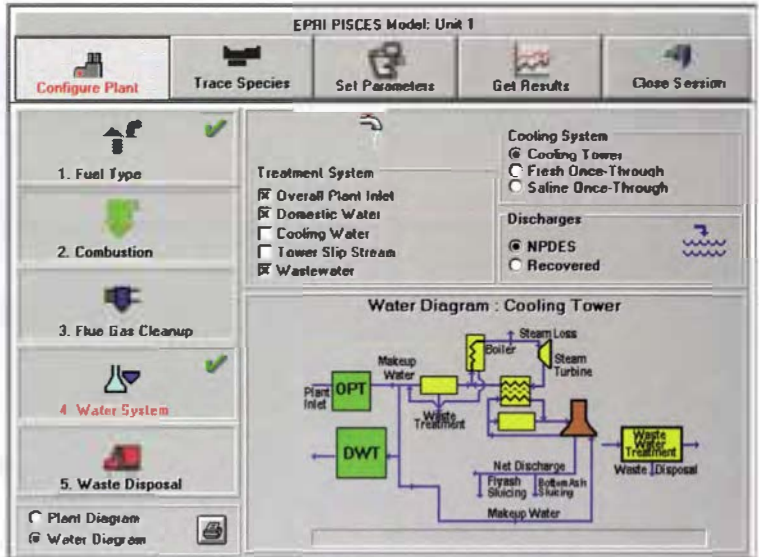 EPRI PISCES Model: Unit 1
Configure Plant
Trace Species
Set Parameters
Get Results
Close Session
1. Fuel Type
2. Combustion
3. Flue Gas Cleanup
4 Water System
5. Waste Disposal
Plant Diagram
Water Diagram
Treatment System
Overall Plant Inlet
Domestic Water
Cooling Water
Tower Slip Stream
Wastewater
Cooling System
Cooling Tower
Fresh Once-Through
Saline Once-Through
Discharges
NPDES
Recovered
Water Diagram : Cooling Tower
Steam Loss
Boiler
Steam
Turbine
Makeup
Water
Plant
Inlet
OPT
Waste
Treatment
DWT
Net Discharge
Flyash
Sluicing
Bottom Ash
Sluicing
Makeup Water
Waste
Water
Treatment
Waste Disposal